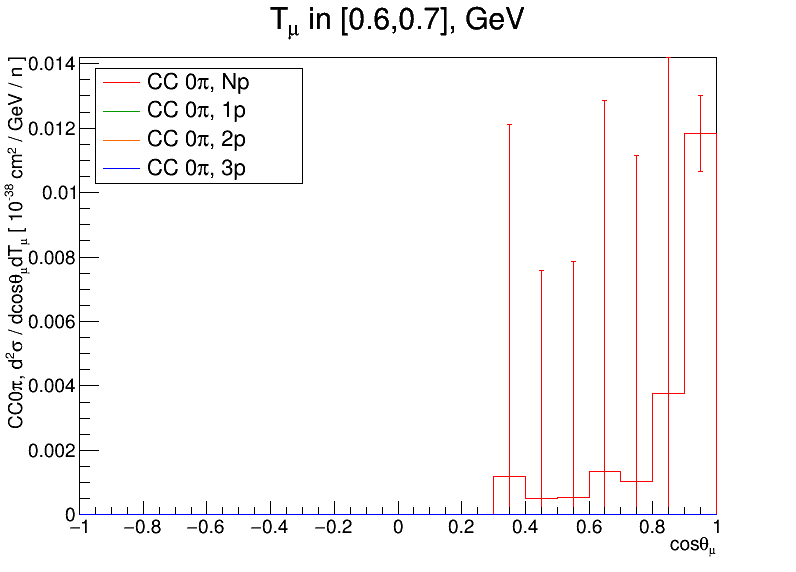 T_μ in [0.6,0.7], GeV
CC0π, d²σ / dcosθ_μdT_μ [ 10⁻³⁸ cm² / GeV / n ]
0.014
0.012
0.01
0.008
0.006
0.004
0.002
0
CC 0π, Np
CC 0π, 1p
CC 0π, 2p
CC 0π, 3p
−1 −0.8 −0.6 −0.4 −0.2 0 0.2 0.4 0.6 0.8 1
cosθ_μ